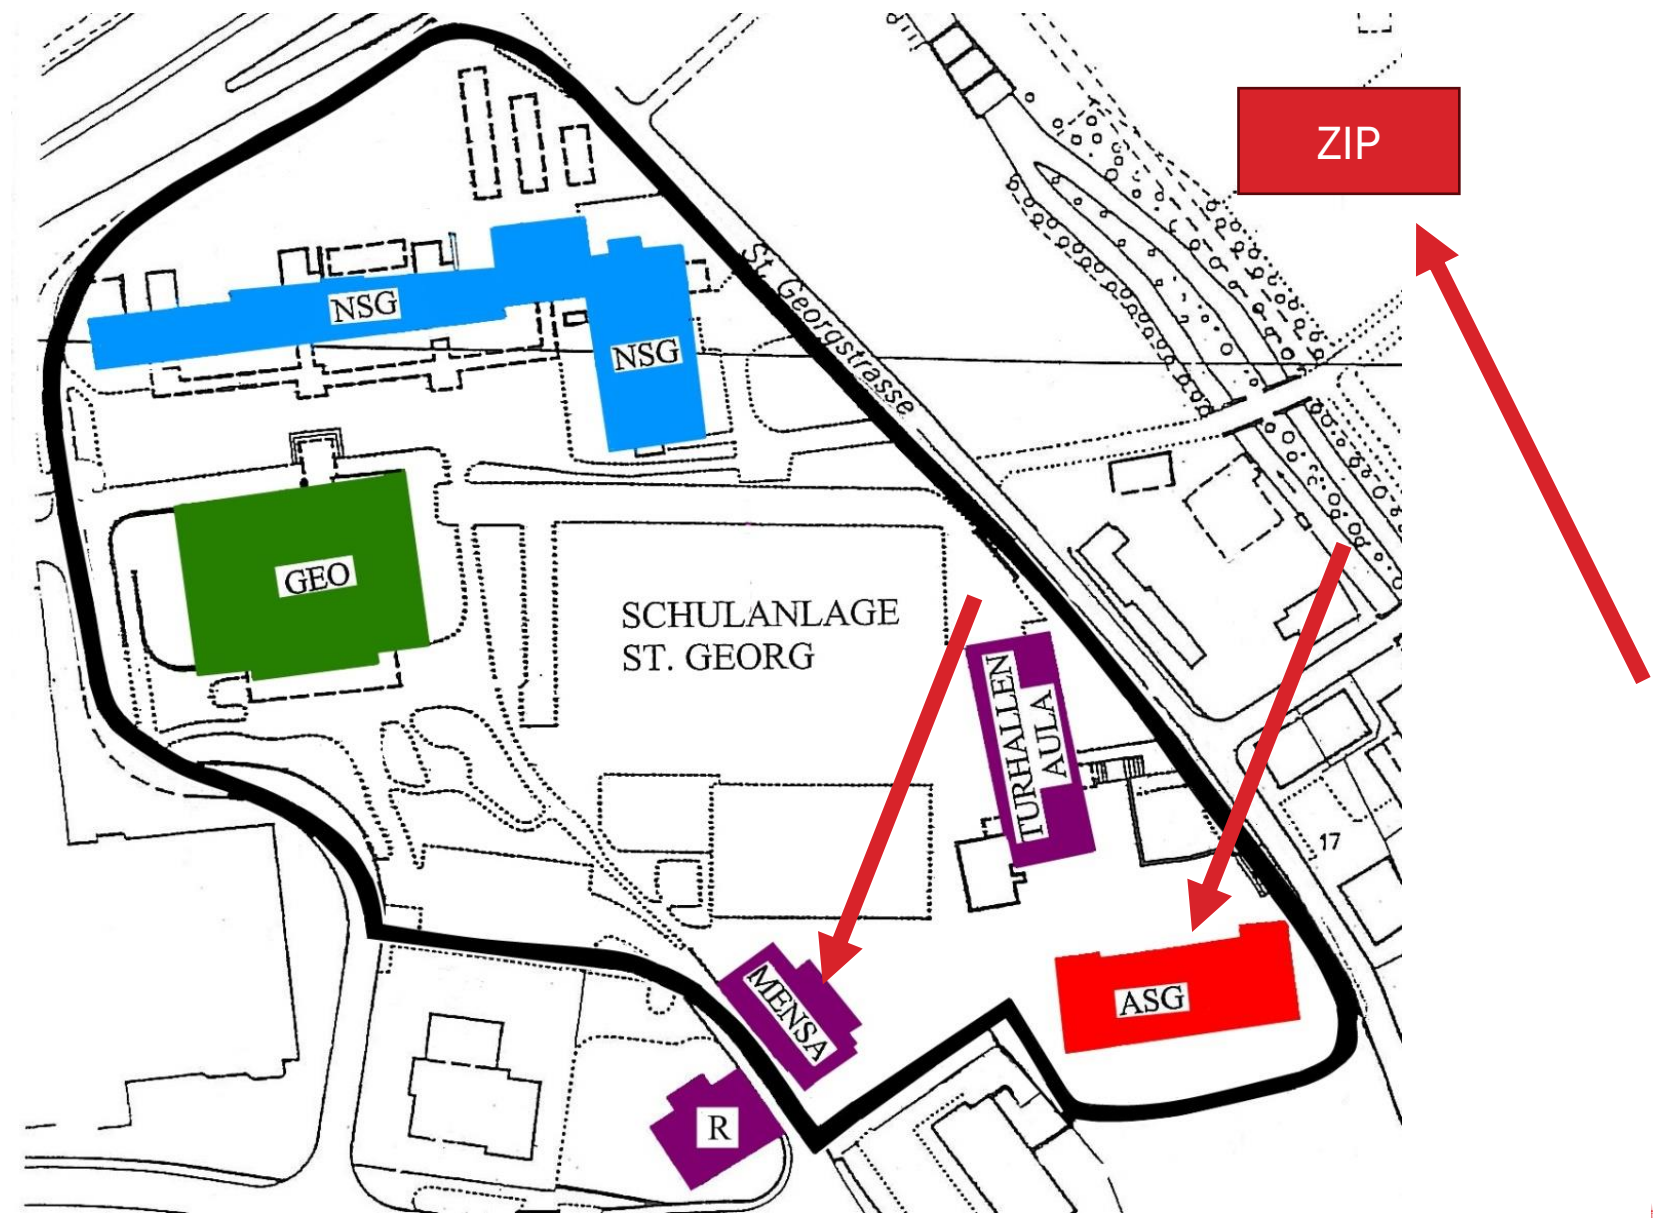 ZIP
St. Georgstrasse
NSG
NSG
GEO
SCHULANLAGE
ST. GEORG
TURHALLEN
AULA
17
MENSA
ASG
R